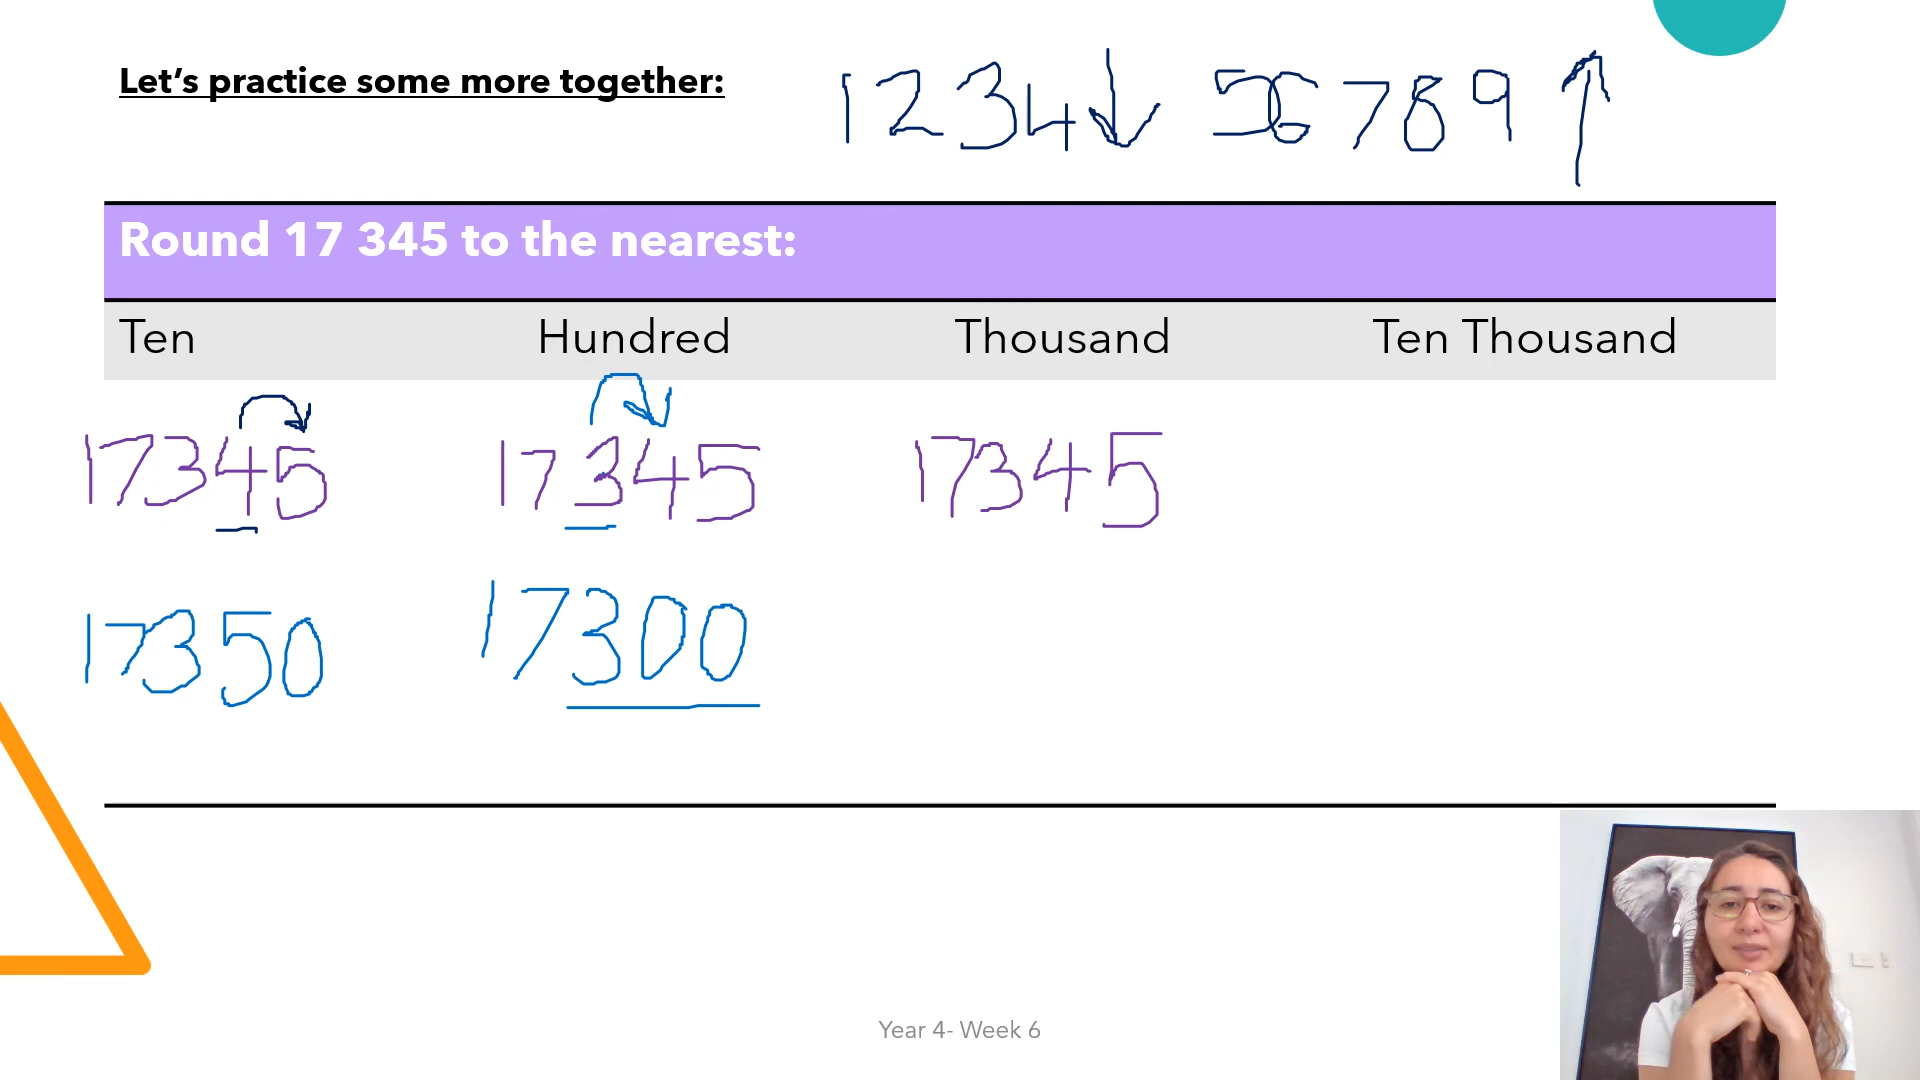 Let's practice some more together:
1 2 3 4 ↓ 5 6 7 8 9 ↑
Round 17 345 to the nearest:
Ten Hundred Thousand Ten Thousand
17345 17345 17345
17350 17300
Year 4- Week 6